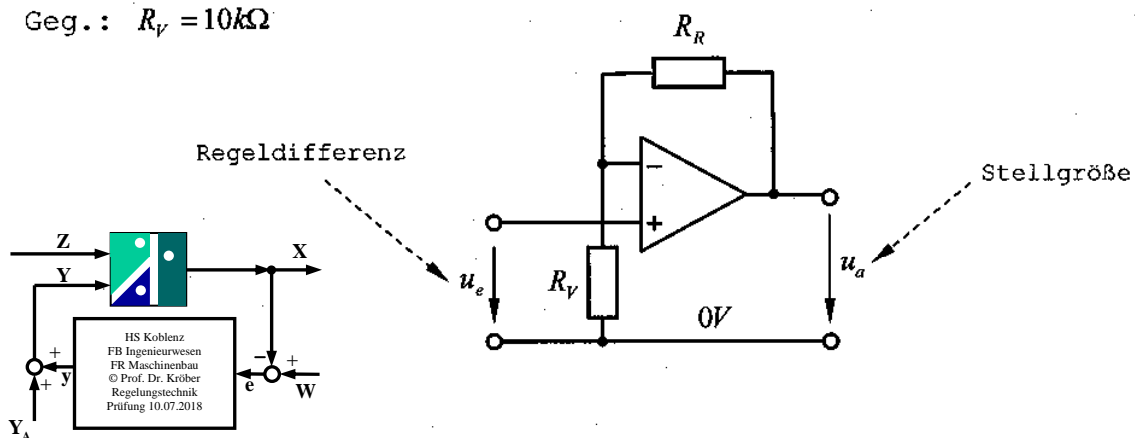 Geg.: R_V = 10kΩ
R_R
Regeldifferenz
Stellgröße
−
+
u_e
R_V
0V
u_a
Z
Y
X
HS Koblenz
FB Ingenieurwesen
FR Maschinenbau
© Prof. Dr. Kröber
Regelungstechnik
Prüfung 10.07.2018
+
y
+
Y_A
e
−
+
W